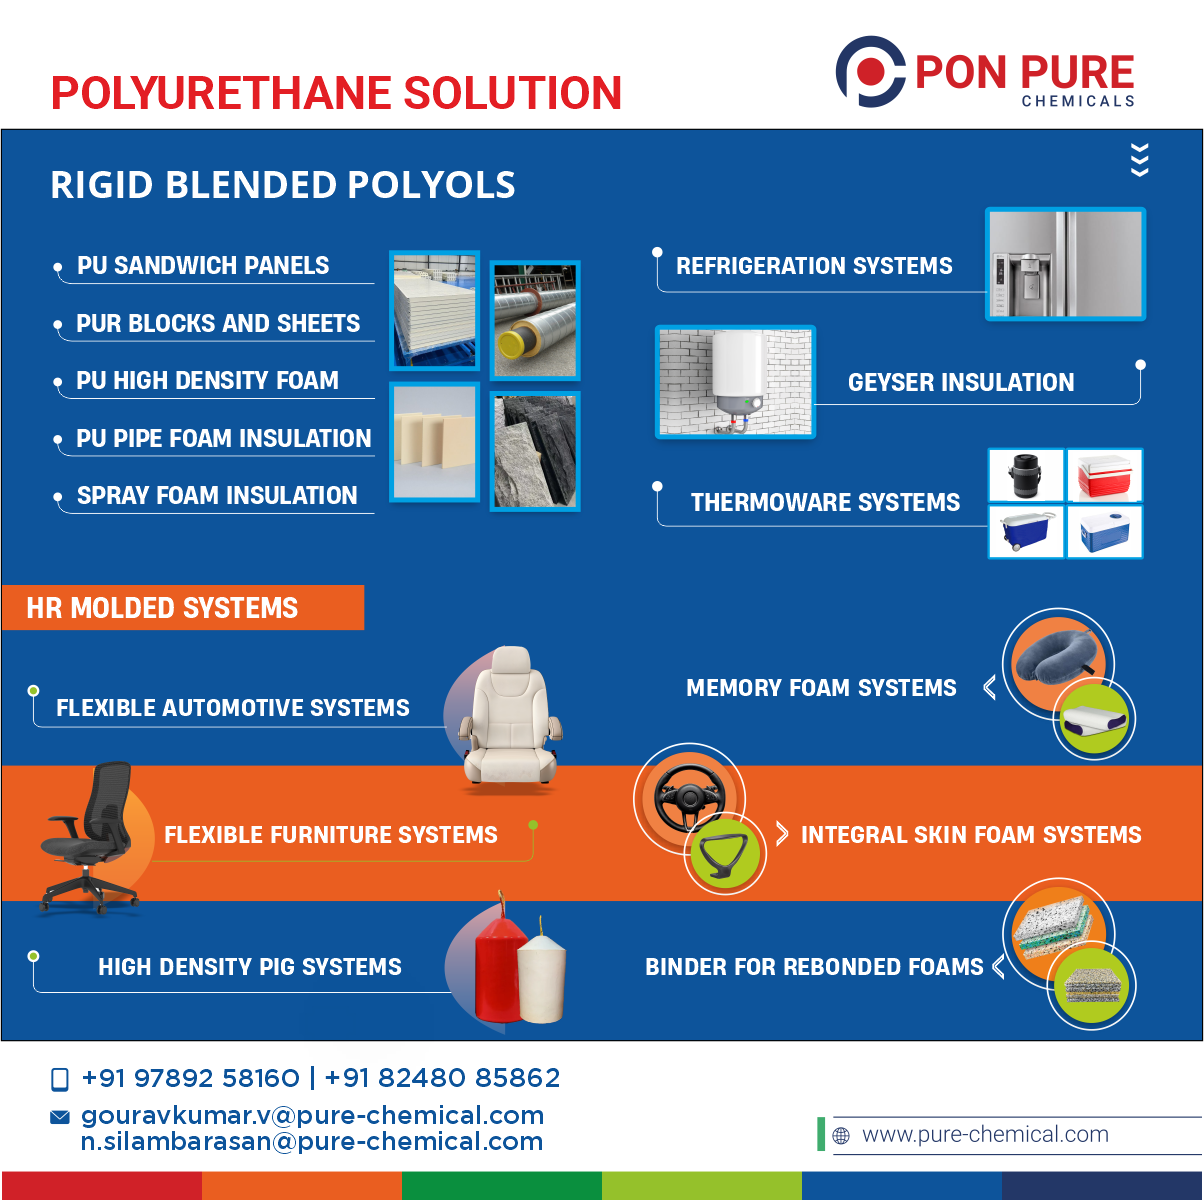 POLYURETHANE SOLUTION
PON PURE
CHEMICALS
RIGID BLENDED POLYOLS
PU SANDWICH PANELS
PUR BLOCKS AND SHEETS
PU HIGH DENSITY FOAM
PU PIPE FOAM INSULATION
SPRAY FOAM INSULATION
REFRIGERATION SYSTEMS
GEYSER INSULATION
THERMOWARE SYSTEMS
HR MOLDED SYSTEMS
FLEXIBLE AUTOMOTIVE SYSTEMS
FLEXIBLE FURNITURE SYSTEMS
HIGH DENSITY PIG SYSTEMS
MEMORY FOAM SYSTEMS
INTEGRAL SKIN FOAM SYSTEMS
BINDER FOR REBONDED FOAMS
+91 97892 58160 | +91 82480 85862
gouravkumar.v@pure-chemical.com
n.silambarasan@pure-chemical.com
www.pure-chemical.com